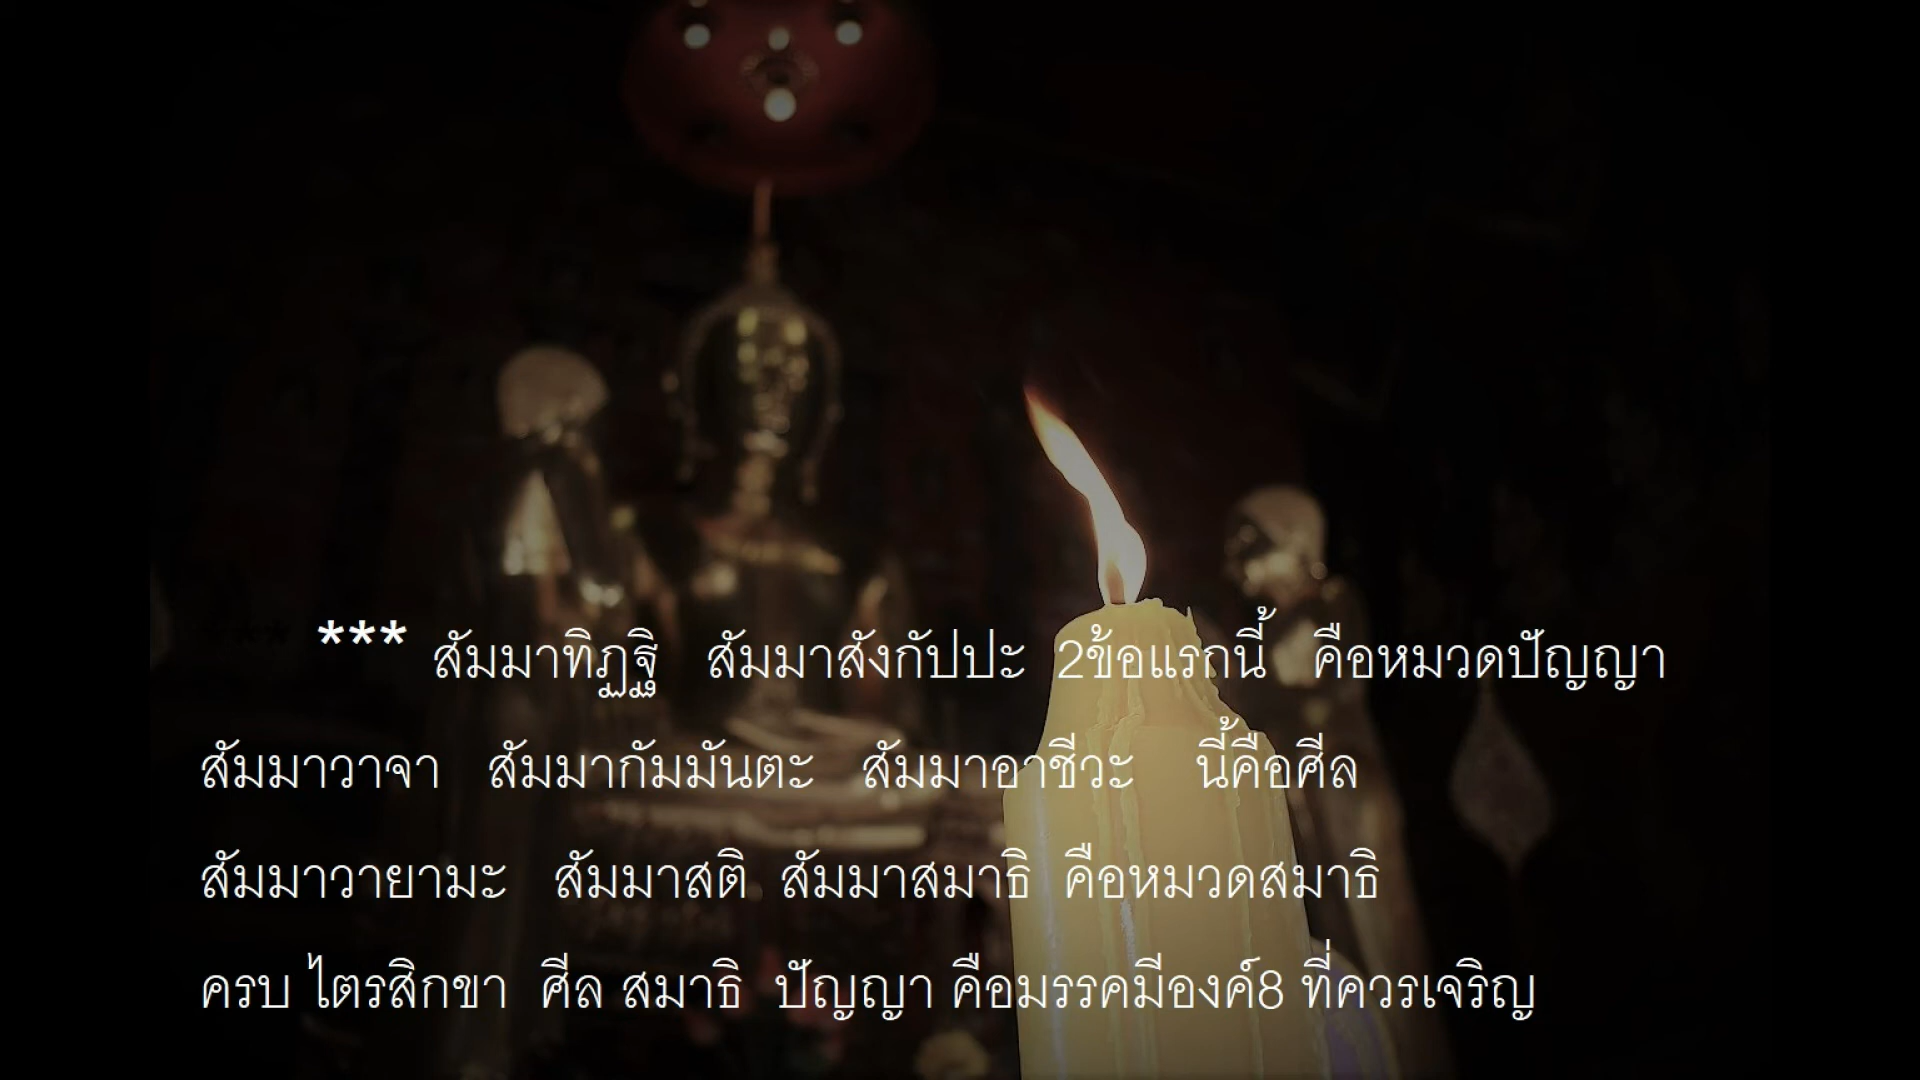 *** สัมมาทิฏฐิ สัมมาสังกัปปะ 2ข้อแรกนี้ คือหมวดปัญญา
สัมมาวาจา สัมมากัมมันตะ สัมมาอาชีวะ นี้คือศีล
สัมมาวายามะ สัมมาสติ สัมมาสมาธิ คือหมวดสมาธิ
ครบ ไตรสิกขา ศีล สมาธิ ปัญญา คือมรรคมีองค์8 ที่ควรเจริญ